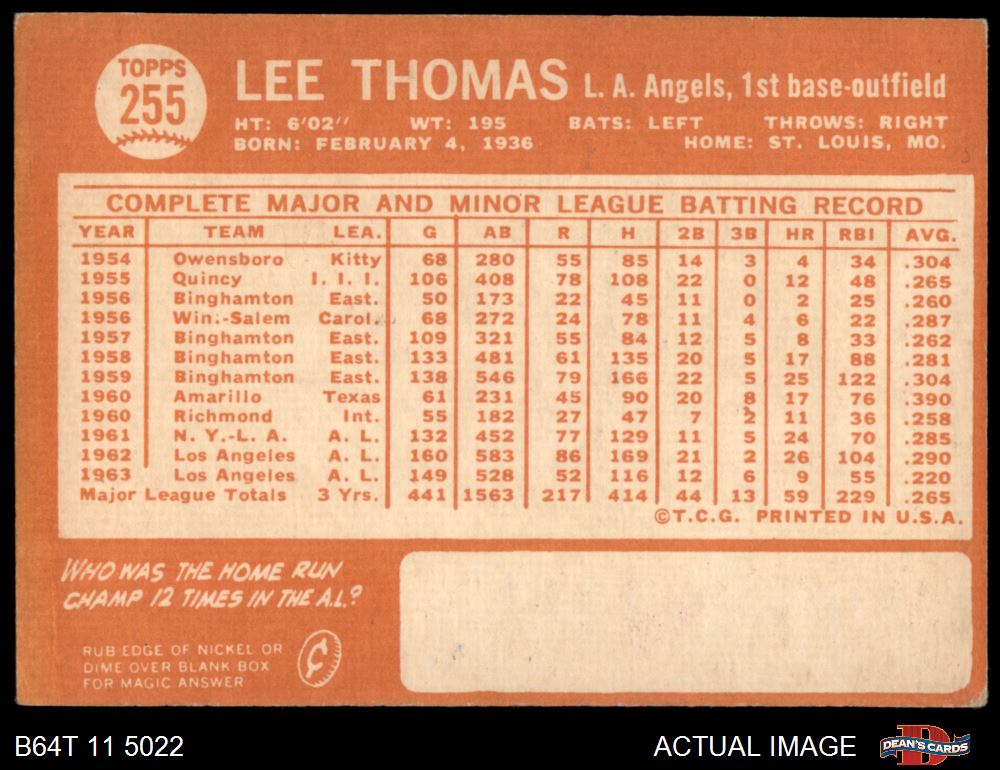 TOPPS
255
LEE THOMAS L. A. Angels, 1st base-outfield
HT: 6'02'' WT: 195 BATS: LEFT THROWS: RIGHT
BORN: FEBRUARY 4, 1936 HOME: ST. LOUIS, MO.
COMPLETE MAJOR AND MINOR LEAGUE BATTING RECORD
YEAR TEAM LEA. G AB R H 2B 3B HR RBI AVG.
1954 Owensboro Kitty 68 280 55 85 14 3 4 34 .304
1955 Quincy I. I. I. 106 408 78 108 22 0 12 48 .265
1956 Binghamton East. 50 173 22 45 11 0 2 25 .260
1956 Win.-Salem Carol. 68 272 24 78 11 4 6 22 .287
1957 Binghamton East. 109 321 55 84 12 5 8 33 .262
1958 Binghamton East. 133 481 61 135 20 5 17 88 .281
1959 Binghamton East. 138 546 79 166 22 5 25 122 .304
1960 Amarillo Texas 61 231 45 90 20 8 17 76 .390
1960 Richmond Int. 55 182 27 47 7 2 11 36 .258
1961 N. Y.-L. A. A. L. 132 452 77 129 11 5 24 70 .285
1962 Los Angeles A. L. 160 583 86 169 21 2 26 104 .290
1963 Los Angeles A. L. 149 528 52 116 12 6 9 55 .220
Major League Totals 3 Yrs. 441 1563 217 414 44 13 59 229 .265
©T.C.G. PRINTED IN U.S.A.
WHO WAS THE HOME RUN
CHAMP 12 TIMES IN THE A.L.?
RUB EDGE OF NICKEL OR
DIME OVER BLANK BOX
FOR MAGIC ANSWER
¢
B64T 11 5022 ACTUAL IMAGE DEAN'S CARDS